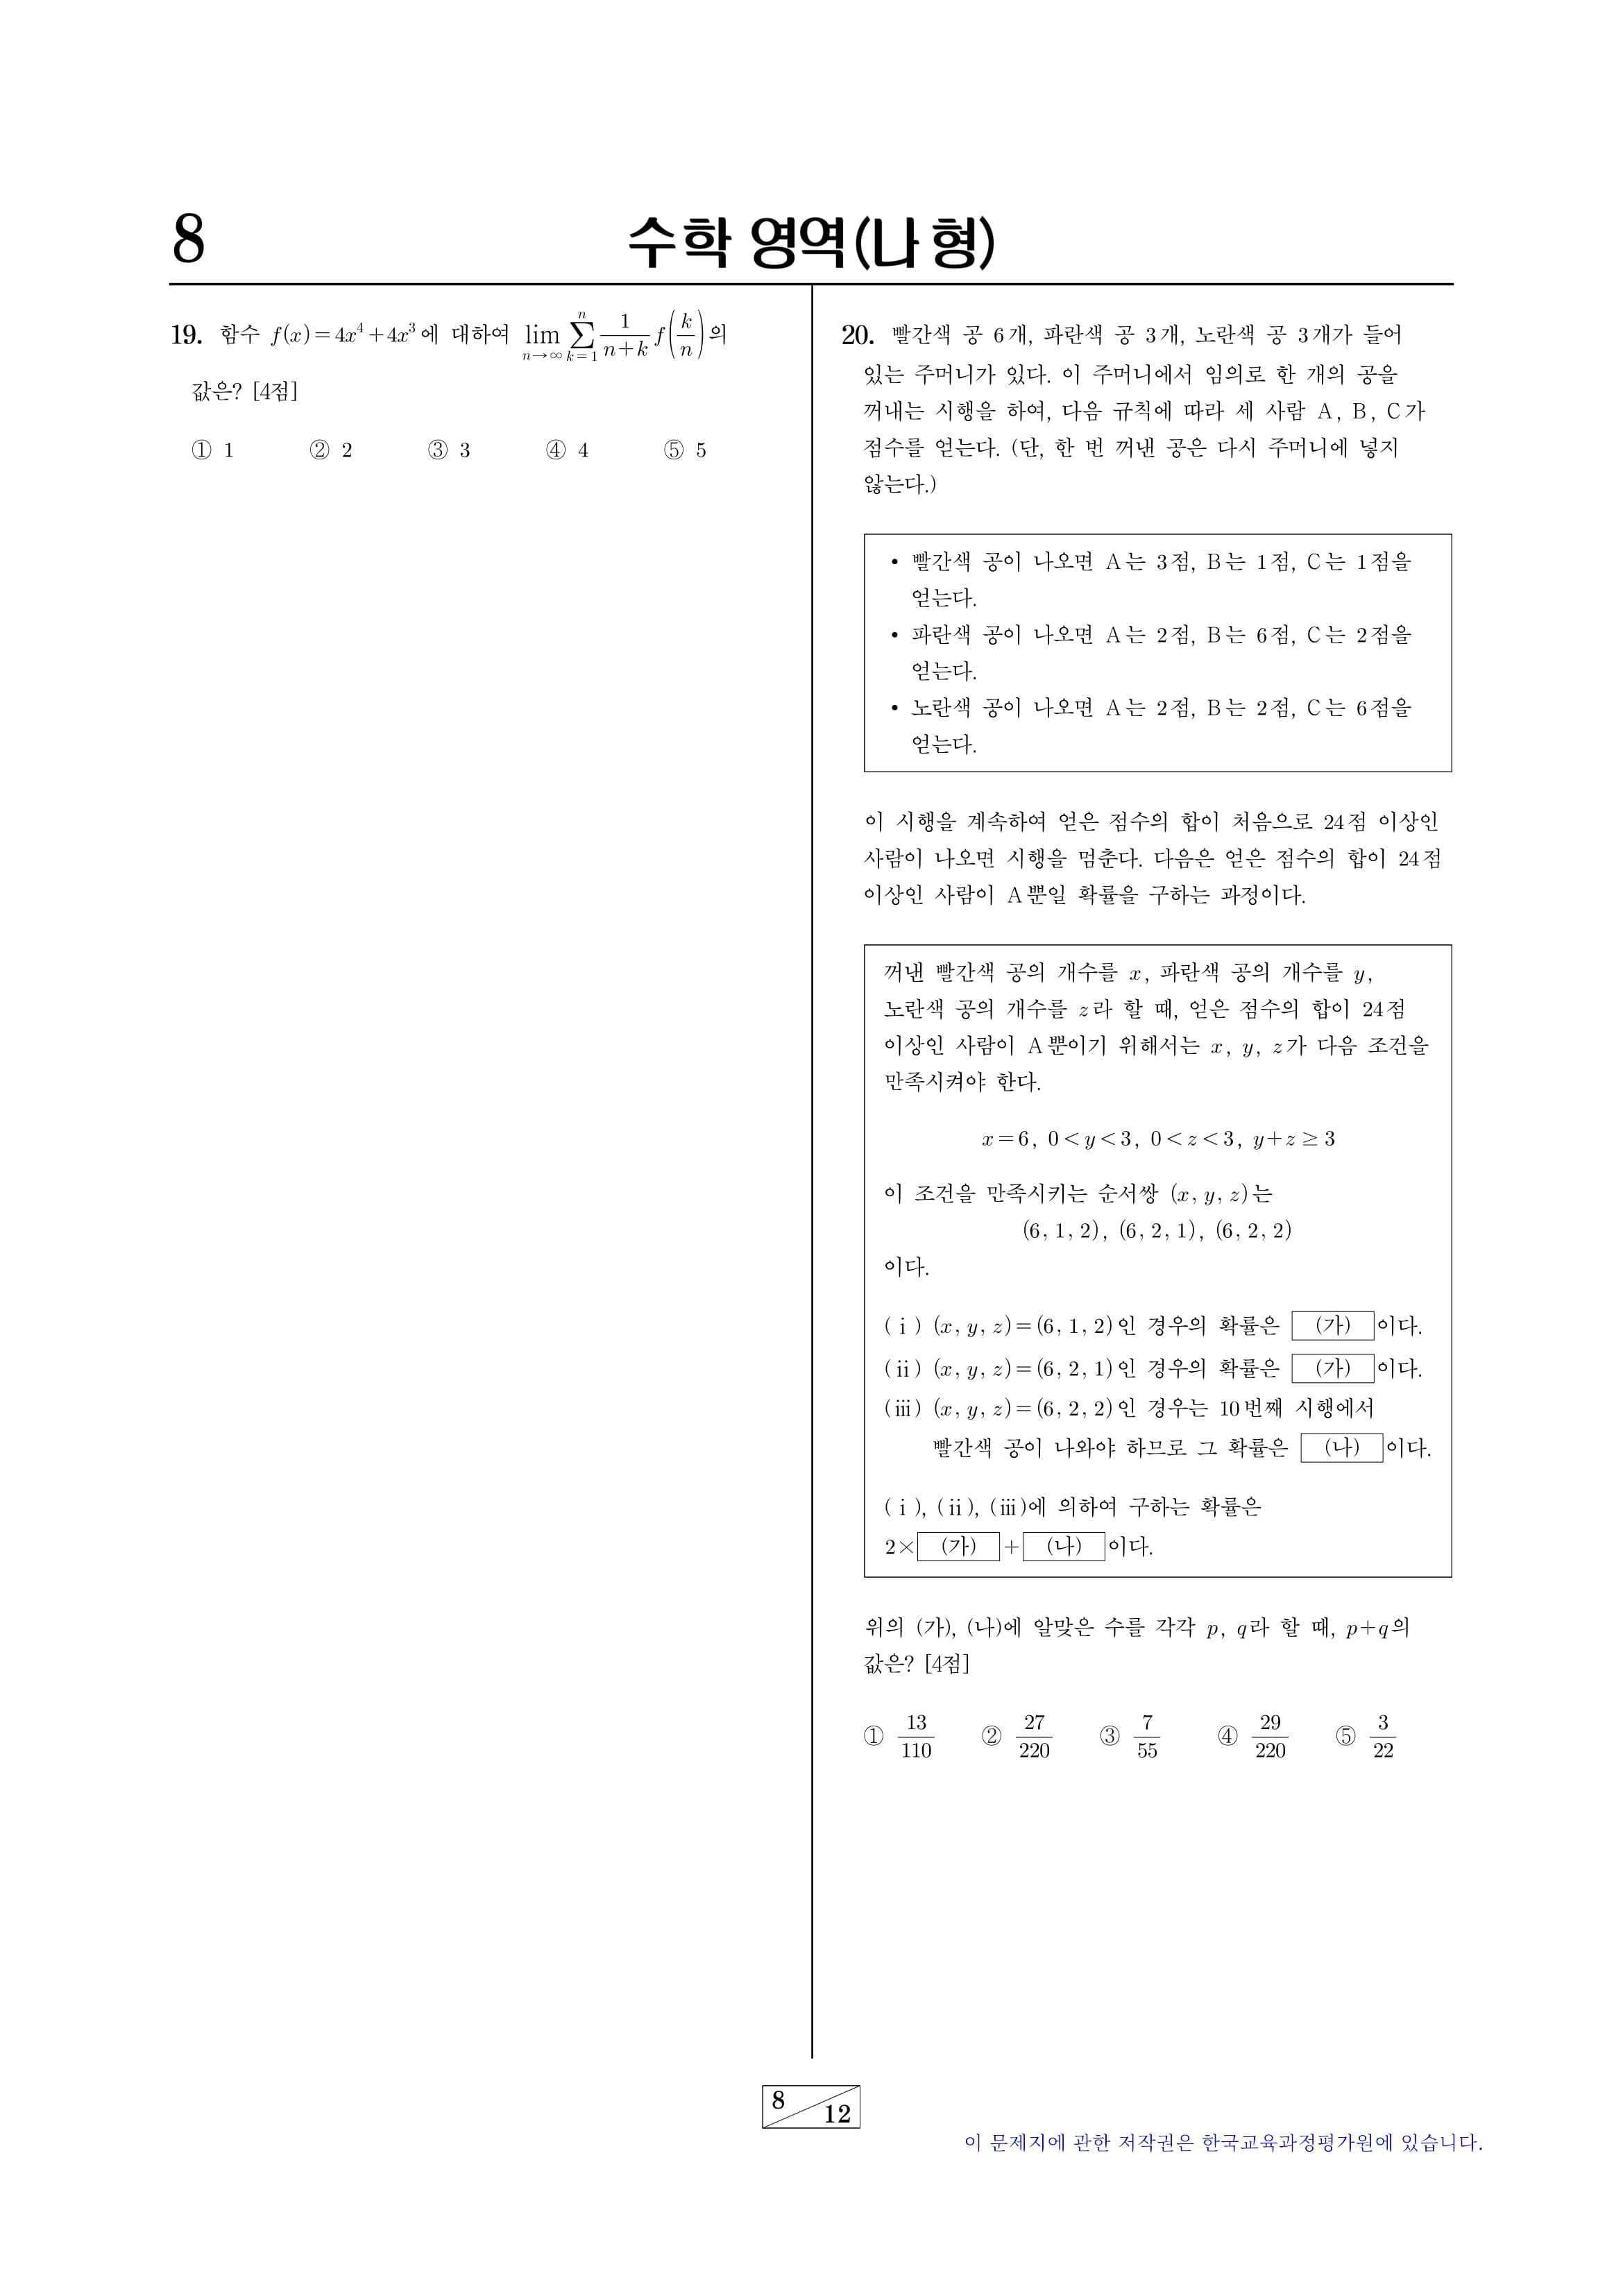 8
수학 영역(나형)
19. 함수 f(x)=4x⁴+4x³에 대하여 lim_{n→∞} ∑_{k=1}^{n} \frac{1}{n+k} f(\frac{k}{n})의
값은? [4점]
① 1 ② 2 ③ 3 ④ 4 ⑤ 5
20. 빨간색 공 6개, 파란색 공 3개, 노란색 공 3개가 들어
있는 주머니가 있다. 이 주머니에서 임의로 한 개의 공을
꺼내는 시행을 하여, 다음 규칙에 따라 세 사람 A, B, C가
점수를 얻는다. (단, 한 번 꺼낸 공은 다시 주머니에 넣지
않는다.)
• 빨간색 공이 나오면 A는 3점, B는 1점, C는 1점을
얻는다.
• 파란색 공이 나오면 A는 2점, B는 6점, C는 2점을
얻는다.
• 노란색 공이 나오면 A는 2점, B는 2점, C는 6점을
얻는다.
이 시행을 계속하여 얻은 점수의 합이 처음으로 24점 이상인
사람이 나오면 시행을 멈춘다. 다음은 얻은 점수의 합이 24점
이상인 사람이 A뿐일 확률을 구하는 과정이다.
꺼낸 빨간색 공의 개수를 x, 파란색 공의 개수를 y,
노란색 공의 개수를 z라 할 때, 얻은 점수의 합이 24점
이상인 사람이 A뿐이기 위해서는 x, y, z가 다음 조건을
만족시켜야 한다.
x=6, 0<y<3, 0<z<3, y+z≥3
이 조건을 만족시키는 순서쌍 (x, y, z)는
(6, 1, 2), (6, 2, 1), (6, 2, 2)
이다.
(ⅰ) (x, y, z)=(6, 1, 2)인 경우의 확률은 (가) 이다.
(ⅱ) (x, y, z)=(6, 2, 1)인 경우의 확률은 (가) 이다.
(ⅲ) (x, y, z)=(6, 2, 2)인 경우는 10번째 시행에서
빨간색 공이 나와야 하므로 그 확률은 (나) 이다.
(ⅰ), (ⅱ), (ⅲ)에 의하여 구하는 확률은
2× (가) + (나) 이다.
위의 (가), (나)에 알맞은 수를 각각 p, q라 할 때, p+q의
값은? [4점]
① 13/110 ② 27/220 ③ 7/55 ④ 29/220 ⑤ 3/22
8
12
이 문제지에 관한 저작권은 한국교육과정평가원에 있습니다.